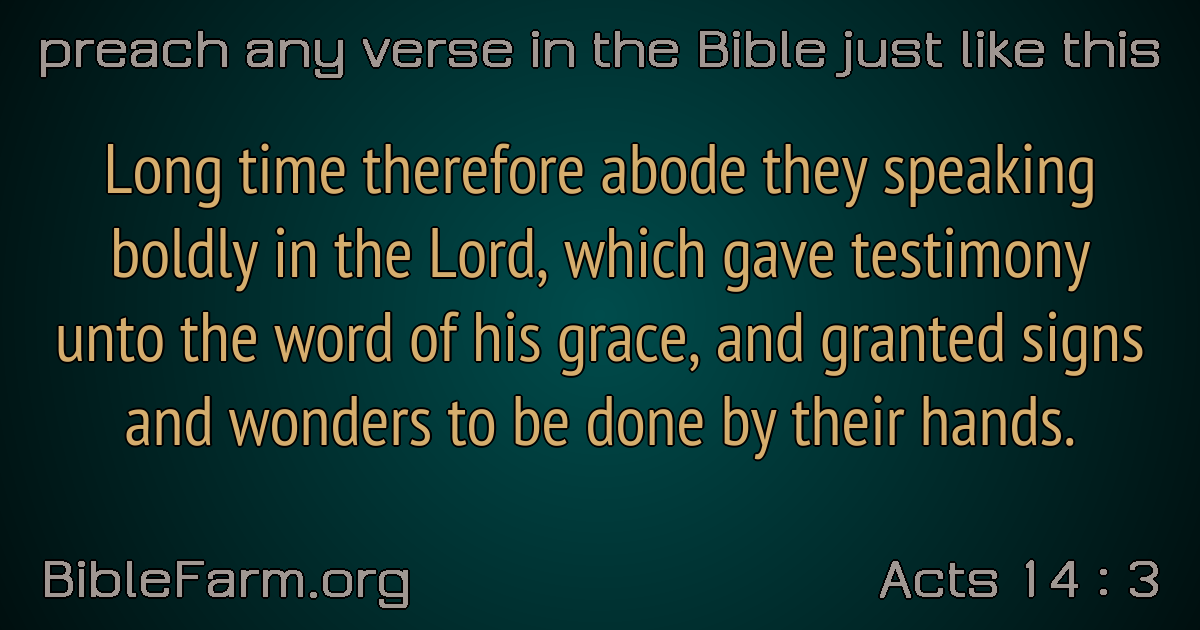 preach any verse in the Bible just like this
Long time therefore abode they speaking
boldly in the Lord, which gave testimony
unto the word of his grace, and granted signs
and wonders to be done by their hands.
BibleFarm.org
Acts 14 : 3